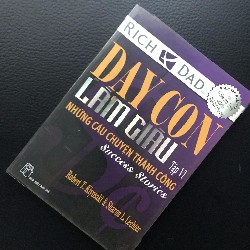 RICH DAD
DẠY CON
LÀM GIÀU
Tập 11
NHỮNG CÂU CHUYỆN THÀNH CÔNG
Success Stories
Robert T. Kiyosaki & Sharon L. Lechter